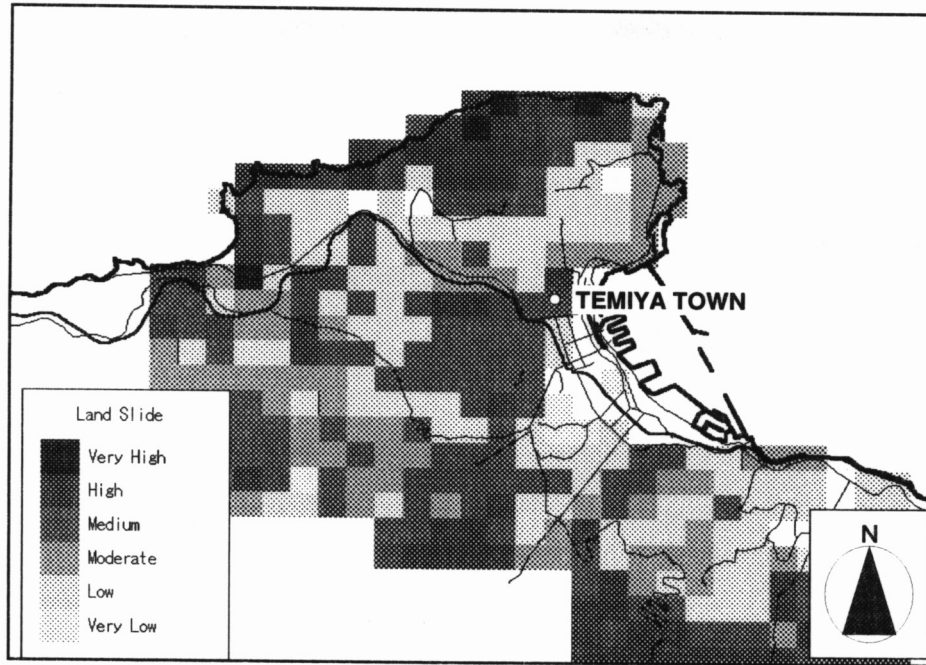 TEMIYA TOWN
Land Slide
Very High
High
Medium
Moderate
Low
Very Low
N